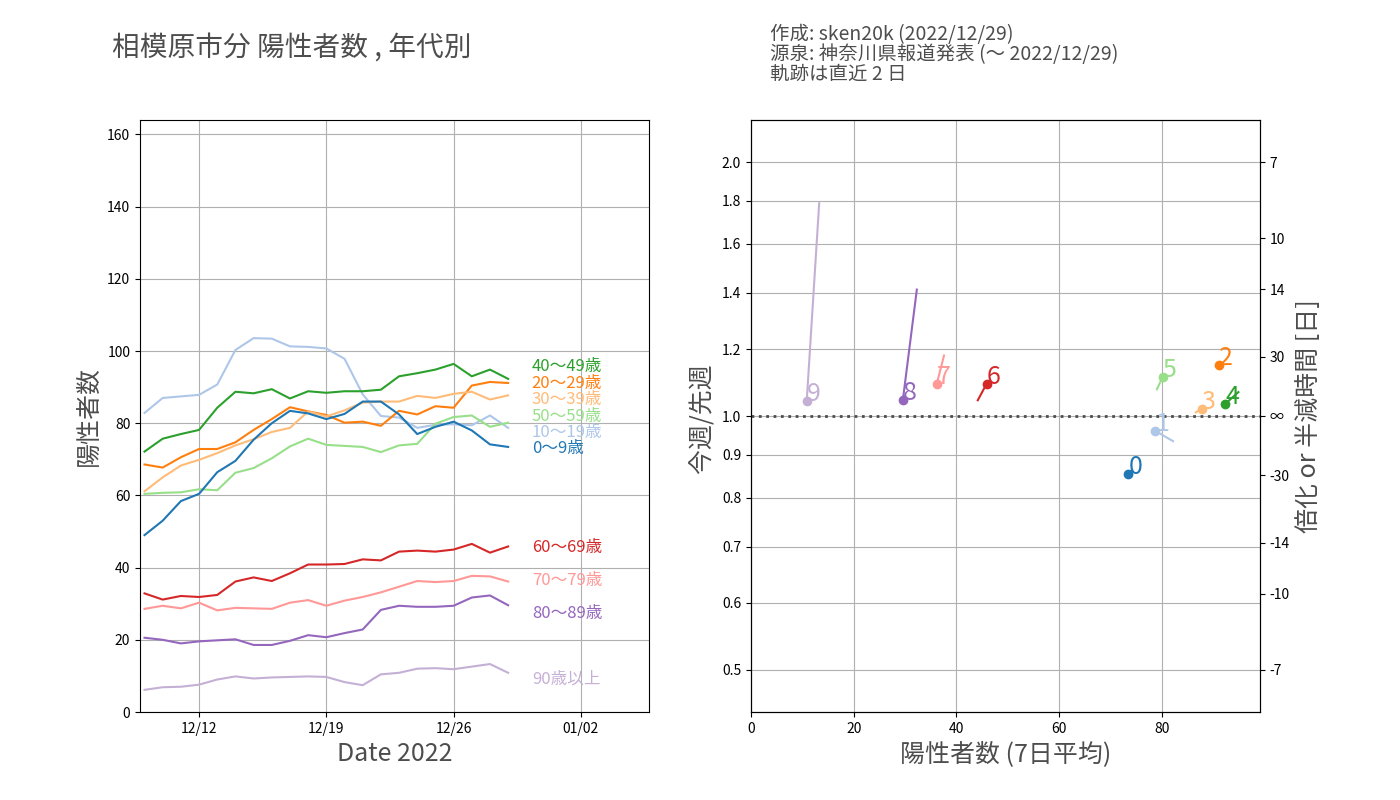 相模原市分 陽性者数 , 年代別
作成: sken20k (2022/12/29)
源泉: 神奈川県報道発表 (〜 2022/12/29)
軌跡は直近 2 日
陽性者数
160
140
120
100
80
60
40
20
0
12/12
12/19
12/26
01/02
Date 2022
40〜49歳
20〜29歳
30〜39歳
50〜59歳
10〜19歳
0〜9歳
60〜69歳
70〜79歳
80〜89歳
90歳以上
今週/先週
2.0
1.8
1.6
1.4
1.2
1.0
0.9
0.8
0.7
0.6
0.5
0
20
40
60
80
陽性者数 (7日平均)
9
8
7
6
5
2
3
4
1
0
7
10
14
30
∞
-30
-14
-10
-7
倍化 or 半減時間 [日]